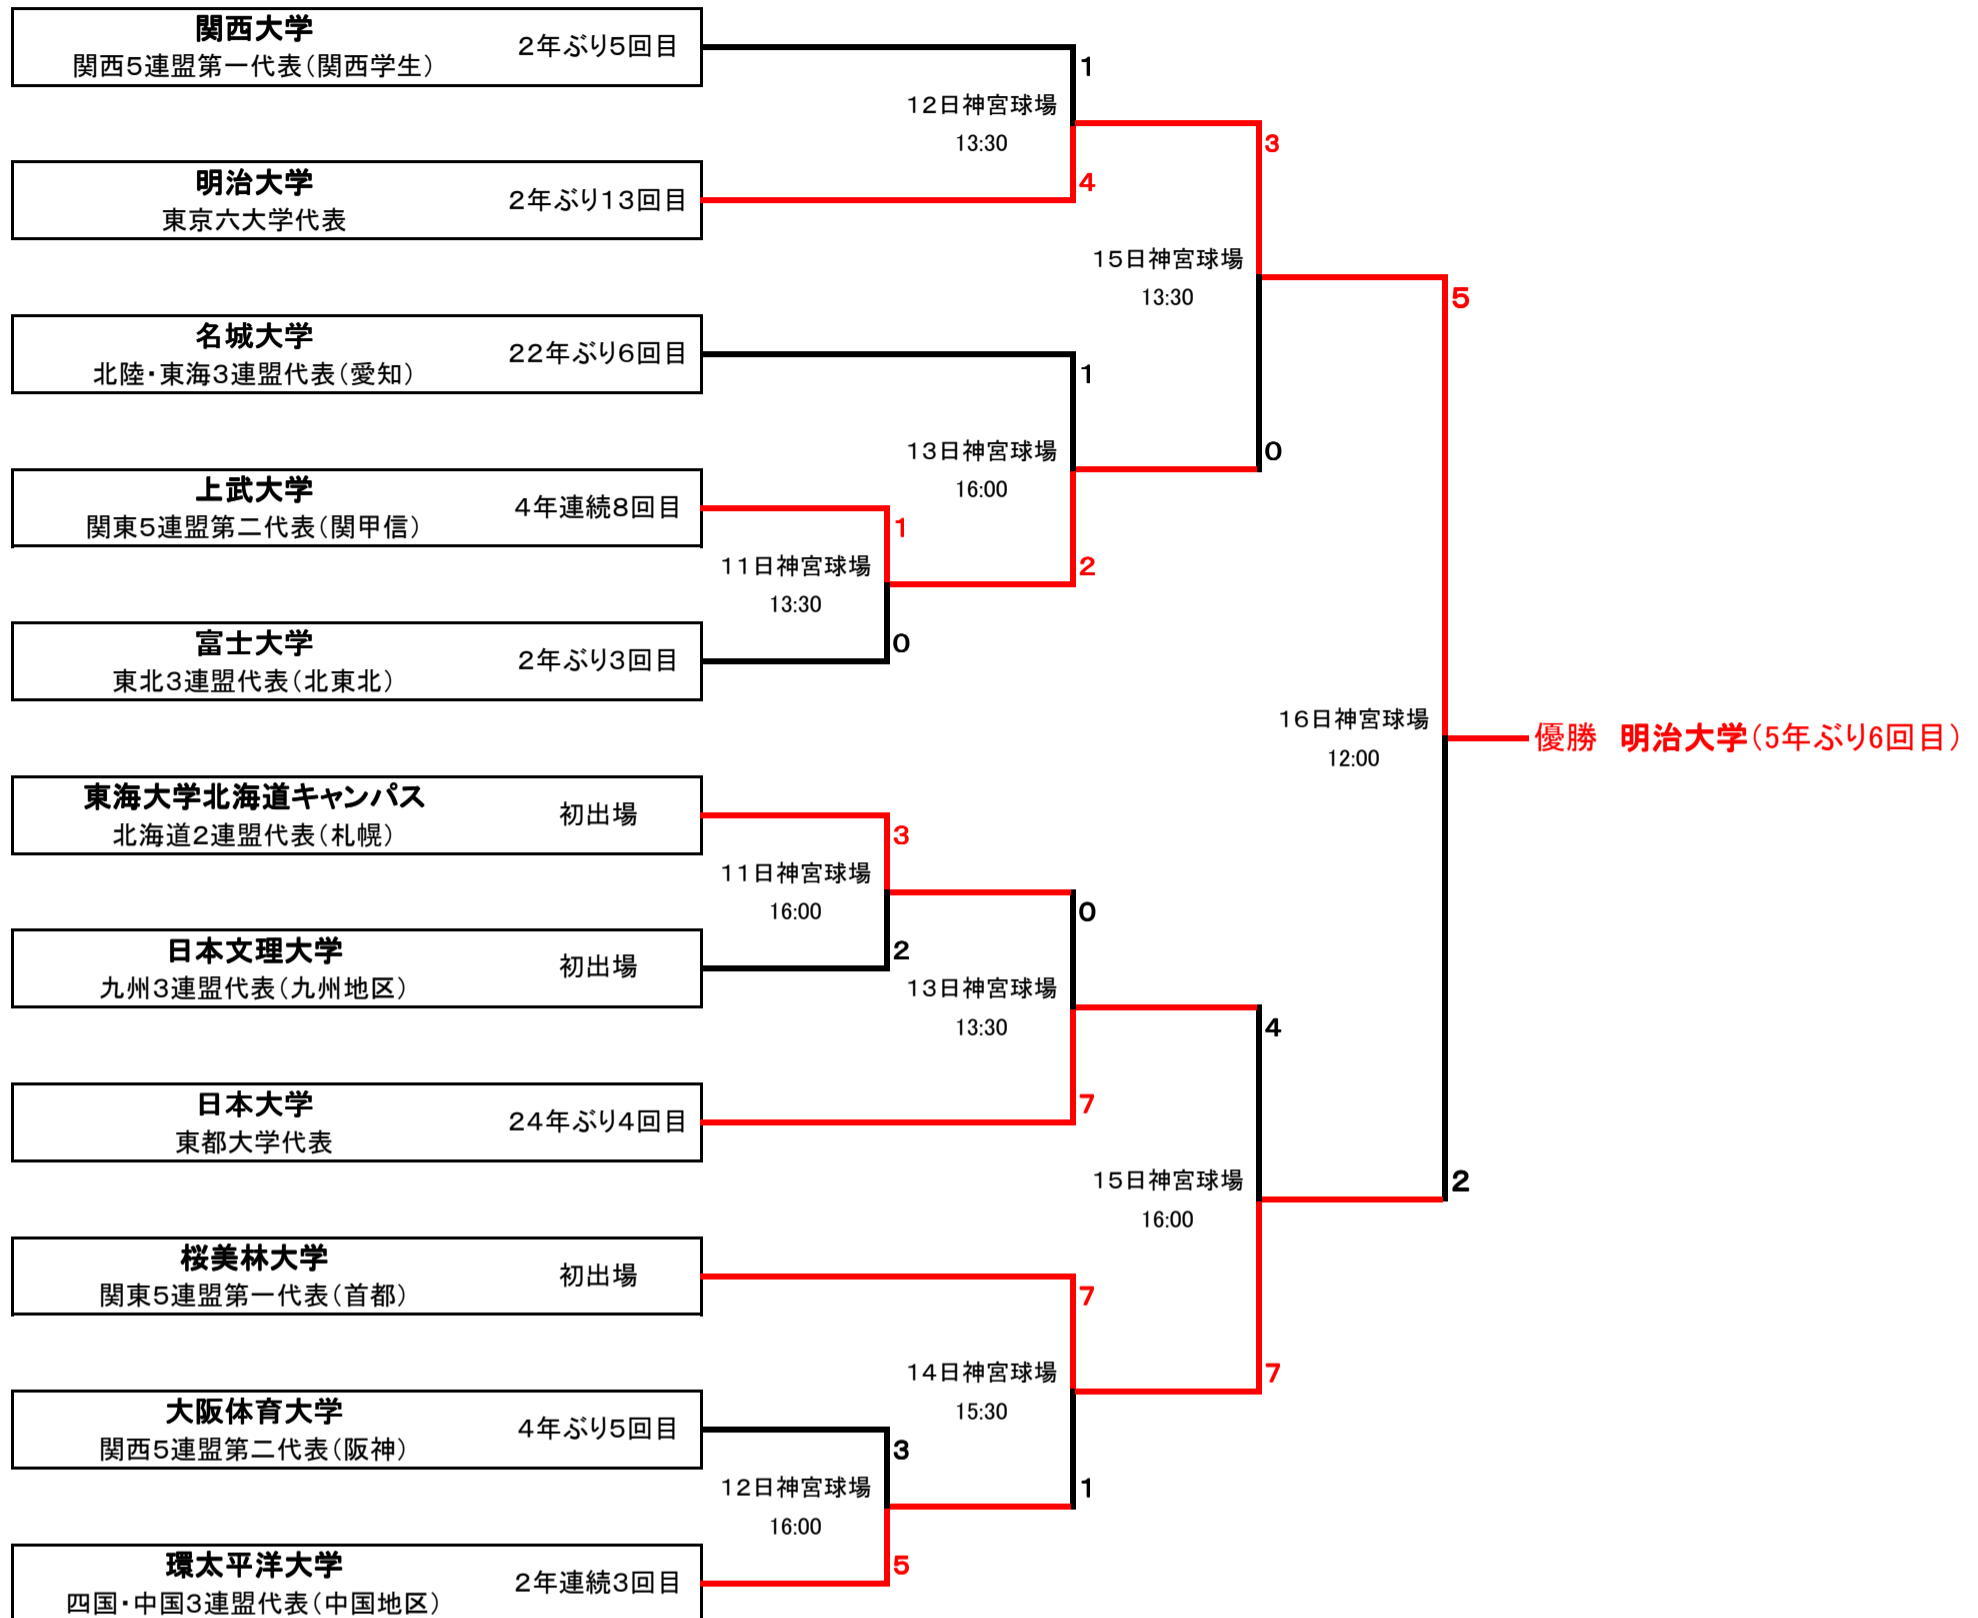 関西大学
関西5連盟第一代表(関西学生)
2年ぶり5回目
1
12日神宮球場
13:30
3
明治大学
東京六大学代表
2年ぶり13回目
4
15日神宮球場
13:30
5
名城大学
北陸・東海3連盟代表(愛知)
22年ぶり6回目
1
13日神宮球場
16:00
0
上武大学
関東5連盟第二代表(関甲信)
4年連続8回目
1
11日神宮球場
13:30
2
富士大学
東北3連盟代表(北東北)
2年ぶり3回目
0
16日神宮球場
12:00
優勝 明治大学(5年ぶり6回目)
東海大学北海道キャンパス
北海道2連盟代表(札幌)
初出場
3
11日神宮球場
16:00
0
日本文理大学
九州3連盟代表(九州地区)
初出場
2
13日神宮球場
13:30
4
日本大学
東都大学代表
24年ぶり4回目
7
15日神宮球場
16:00
2
桜美林大学
関東5連盟第一代表(首都)
初出場
7
14日神宮球場
15:30
7
大阪体育大学
関西5連盟第二代表(阪神)
4年ぶり5回目
3
12日神宮球場
16:00
1
環太平洋大学
四国・中国3連盟代表(中国地区)
2年連続3回目
5